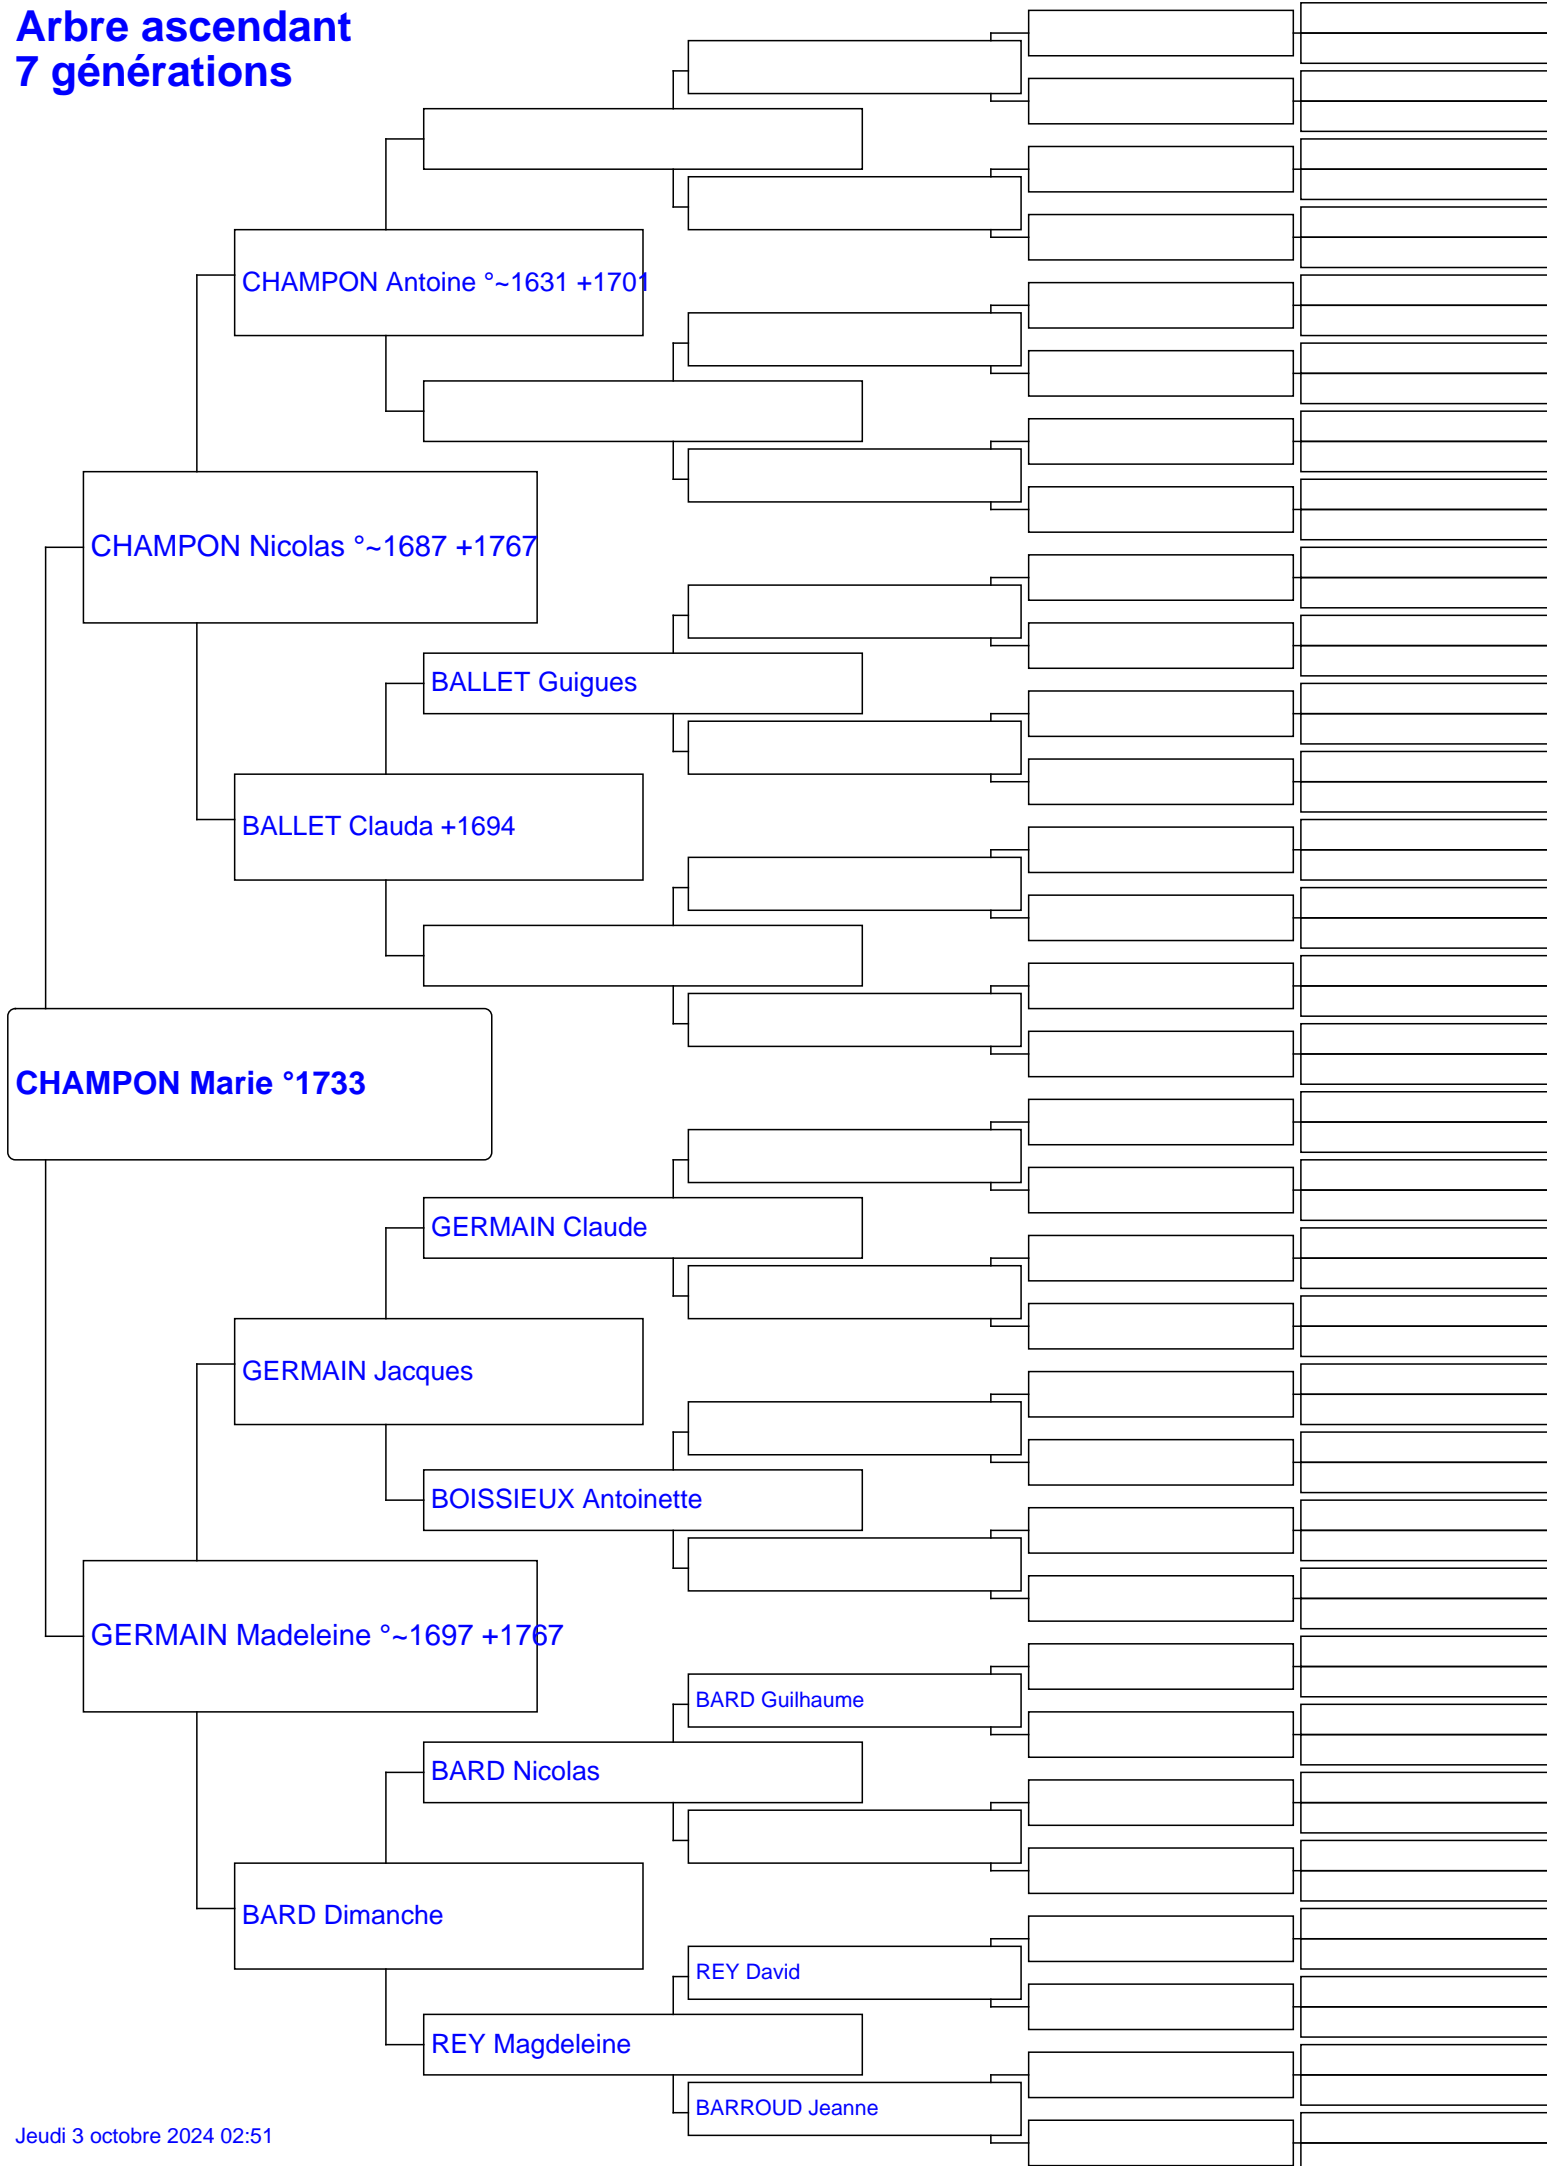 Arbre ascendant
7 générations
CHAMPON Antoine °~1631 +1701
CHAMPON Nicolas °~1687 +1767
BALLET Guigues
BALLET Clauda +1694
CHAMPON Marie °1733
GERMAIN Claude
GERMAIN Jacques
BOISSIEUX Antoinette
GERMAIN Madeleine °~1697 +1767
BARD Guilhaume
BARD Nicolas
BARD Dimanche
REY David
REY Magdeleine
BARROUD Jeanne
Jeudi 3 octobre 2024 02:51